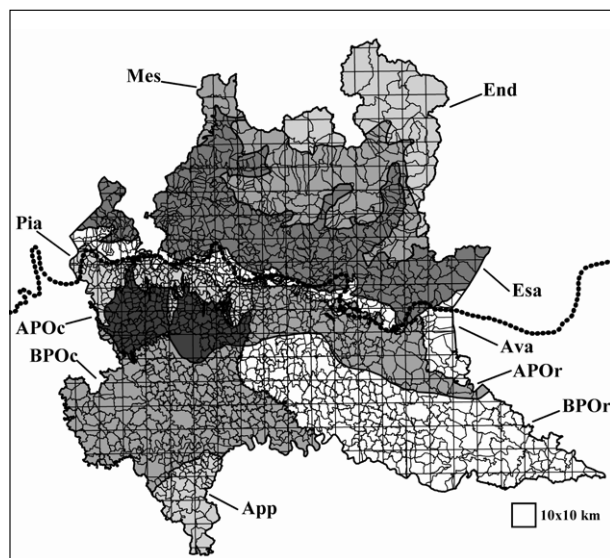 Mes
End
Pia
Esa
APOc
Ava
BPOc
APOr
BPOr
App
10x10 km